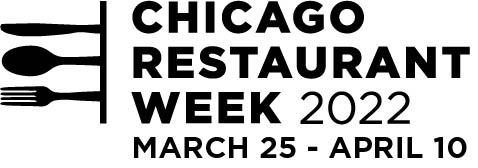 CHICAGO
RESTAURANT
WEEK 2022
MARCH 25 - APRIL 10